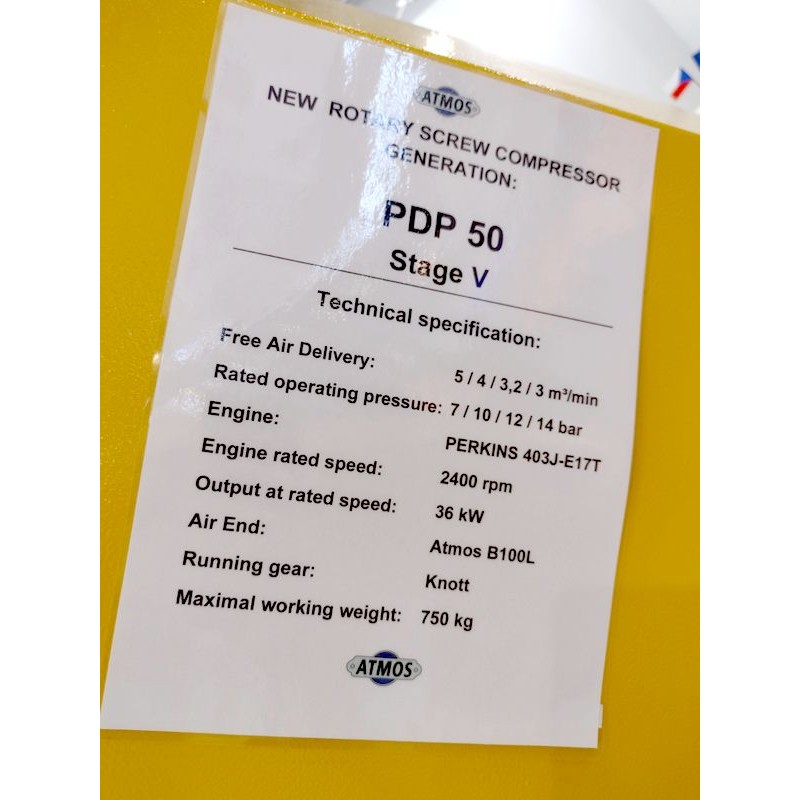 ATMOS
NEW ROTARY SCREW COMPRESSOR
GENERATION:
PDP 50
Stage V
Technical specification:
Free Air Delivery: 5 / 4 / 3,2 / 3 m³/min
Rated operating pressure: 7 / 10 / 12 / 14 bar
Engine: PERKINS 403J-E17T
Engine rated speed: 2400 rpm
Output at rated speed: 36 kW
Air End: Atmos B100L
Running gear: Knott
Maximal working weight: 750 kg
ATMOS